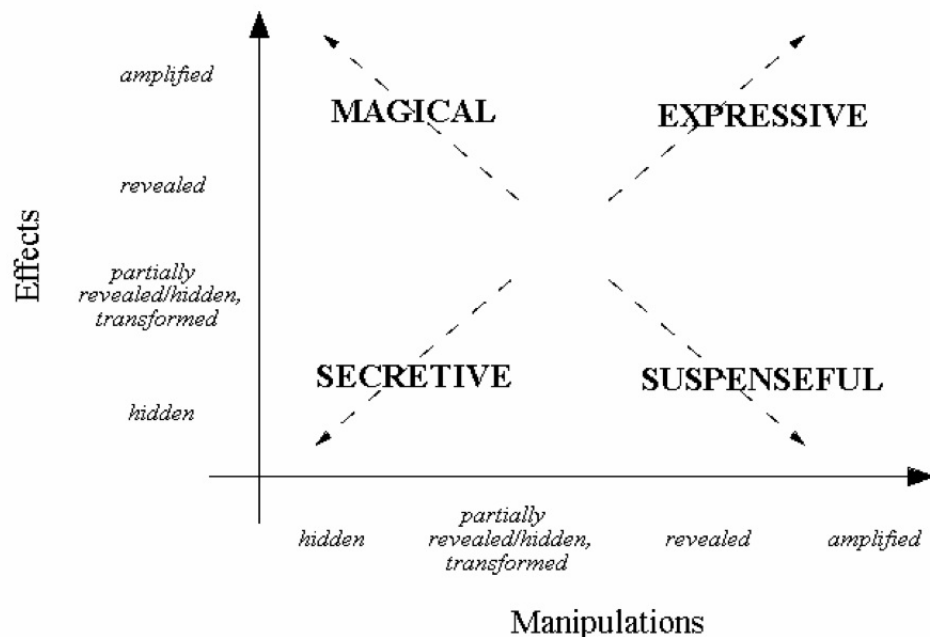 amplified
MAGICAL
EXPRESSIVE
revealed
Effects
partially
revealed/hidden,
transformed
SECRETIVE
SUSPENSEFUL
hidden
hidden
partially
revealed/hidden,
transformed
revealed
amplified
Manipulations